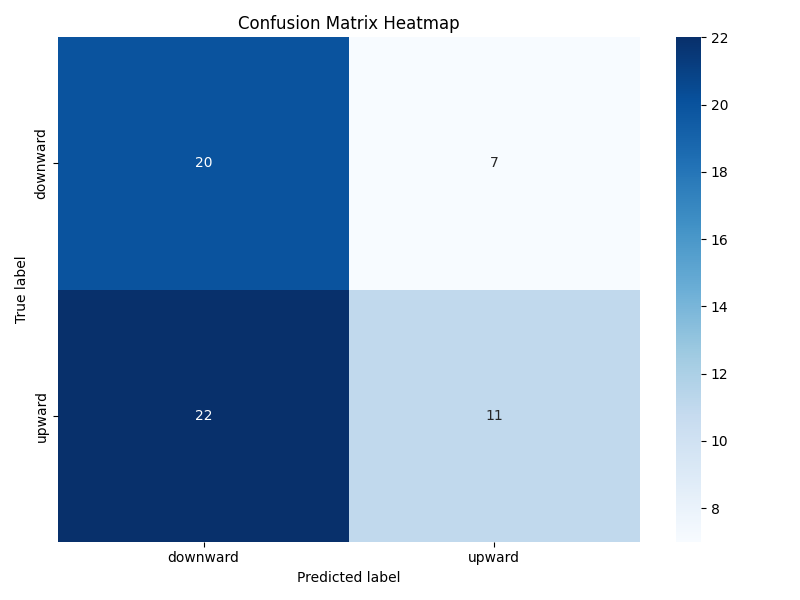 Confusion Matrix Heatmap
downward
upward
True label
20
7
22
11
downward
upward
Predicted label
22
20
18
16
14
12
10
8